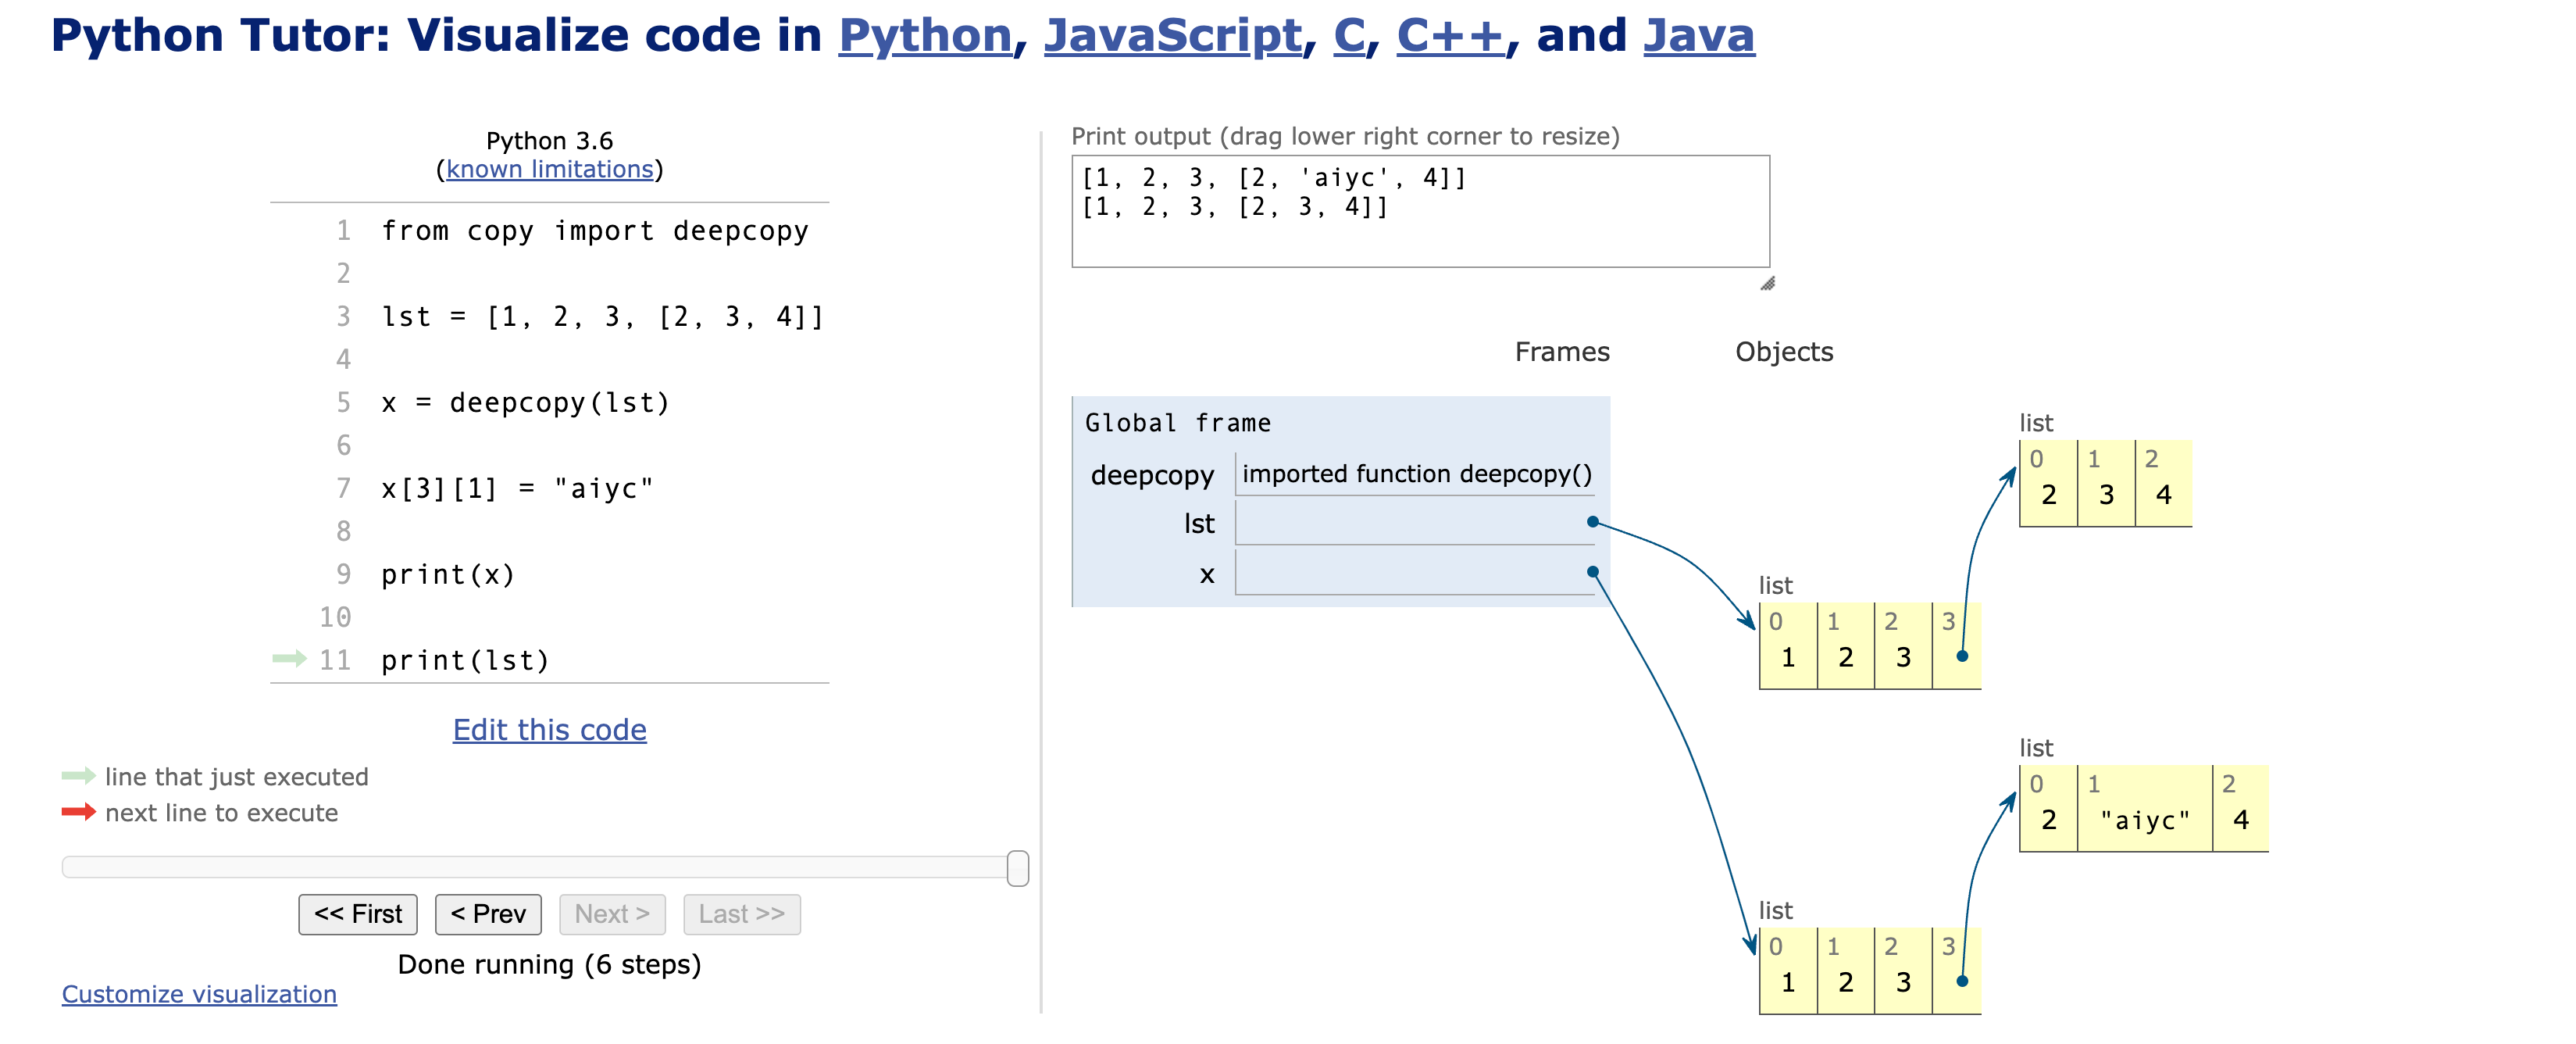 Python Tutor: Visualize code in Python, JavaScript, C, C++, and Java
Python 3.6
(known limitations)
1 from copy import deepcopy
2
3 lst = [1, 2, 3, [2, 3, 4]]
4
5 x = deepcopy(lst)
6
7 x[3][1] = "aiyc"
8
9 print(x)
10
11 print(lst)
Edit this code
line that just executed
next line to execute
<< First < Prev Next > Last >>
Done running (6 steps)
Customize visualization
Print output (drag lower right corner to resize)
[1, 2, 3, [2, 'aiyc', 4]]
[1, 2, 3, [2, 3, 4]]
Frames Objects
Global frame
deepcopy imported function deepcopy()
lst
x
list
0 1 2
2 3 4
list
0 1 2 3
1 2 3
list
0 1 2
2 "aiyc" 4
list
0 1 2 3
1 2 3